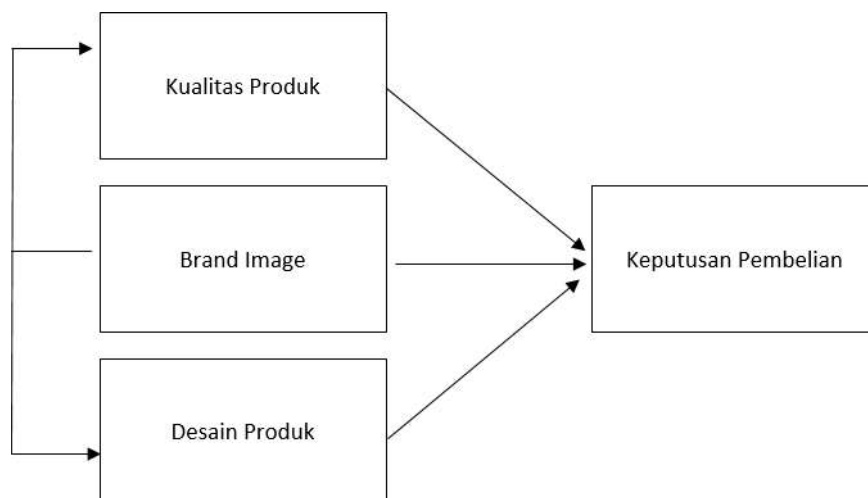 Kualitas Produk
Brand Image
Keputusan Pembelian
Desain Produk